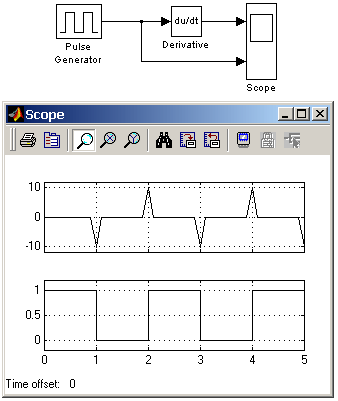 du/dt
Pulse
Generator
Derivative
Scope
Scope
10
0
-10
1
0.5
0
0 1 2 3 4 5
Time offset: 0